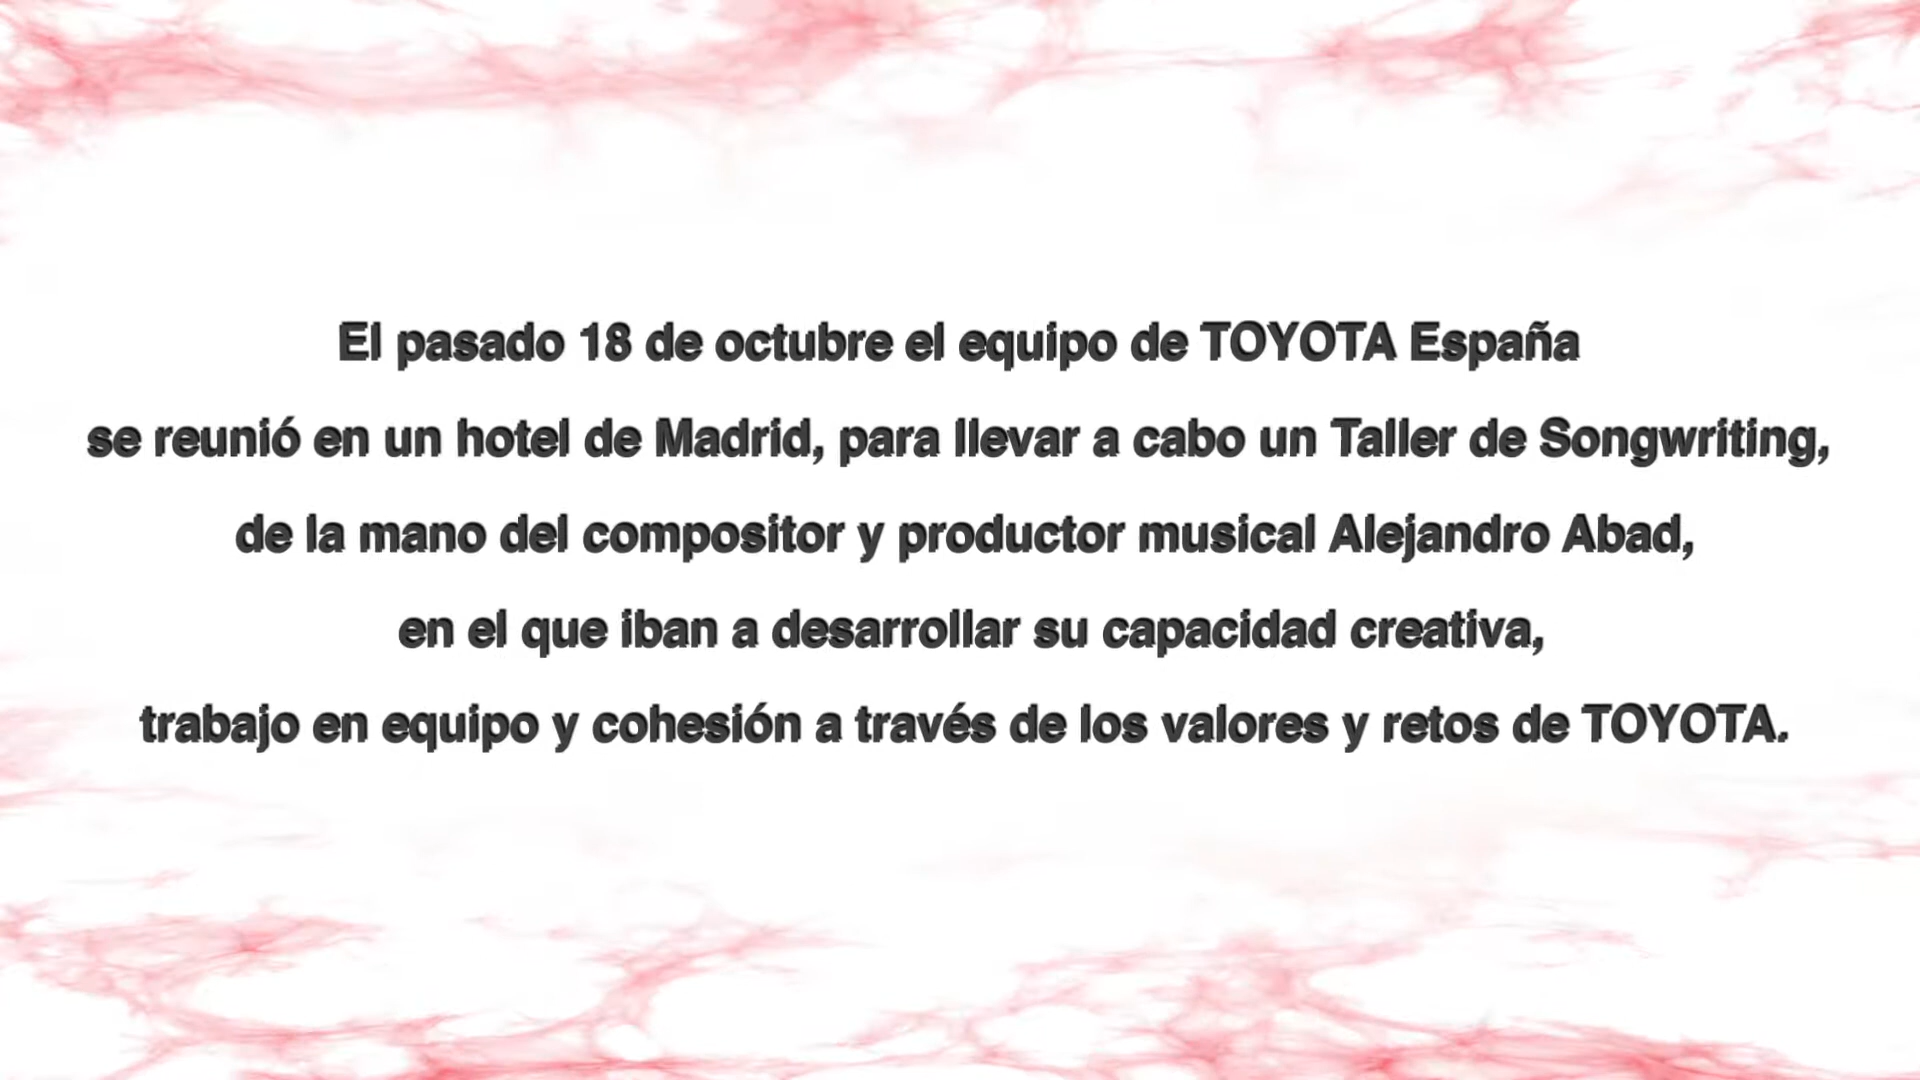 El pasado 18 de octubre el equipo de TOYOTA España
se reunió en un hotel de Madrid, para llevar a cabo un Taller de Songwriting,
de la mano del compositor y productor musical Alejandro Abad,
en el que iban a desarrollar su capacidad creativa,
trabajo en equipo y cohesión a través de los valores y retos de TOYOTA.